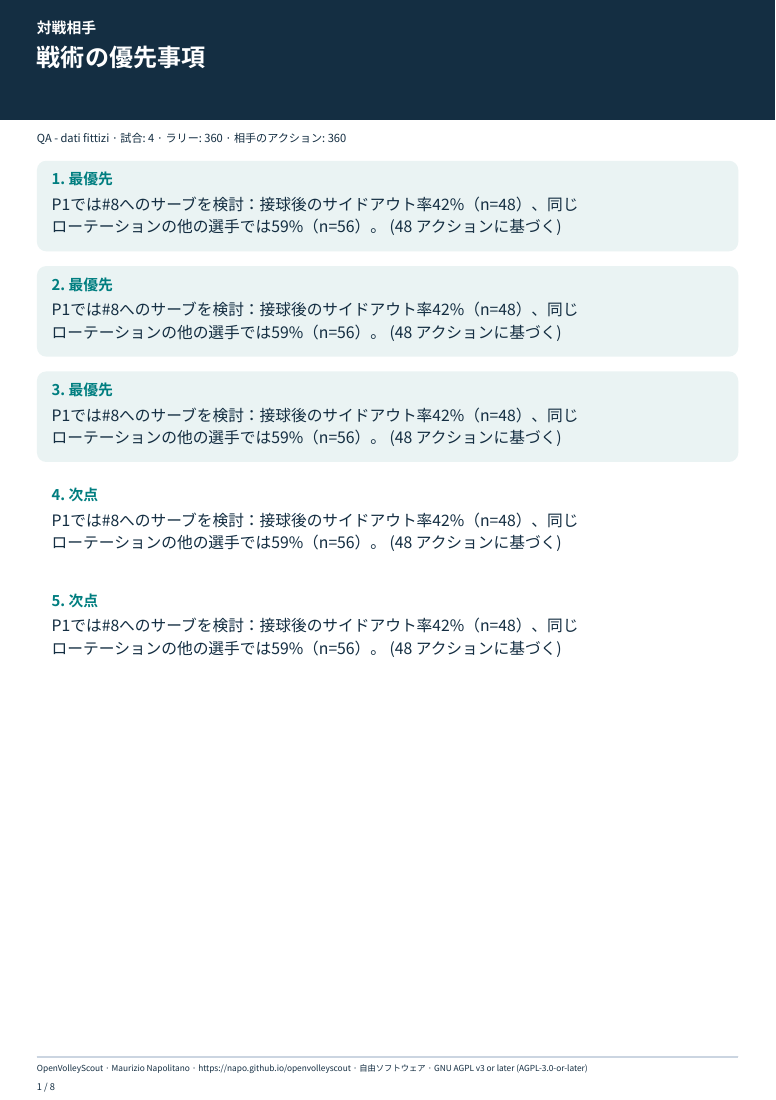 対戦相手
戦術の優先事項
QA - dati fittizi · 試合: 4 · ラリー: 360 · 相手のアクション: 360
1. 最優先
P1では#8へのサーブを検討：接球後のサイドアウト率42%（n=48）、同じ
ローテーションの他の選手では59%（n=56）。 (48 アクションに基づく)
2. 最優先
P1では#8へのサーブを検討：接球後のサイドアウト率42%（n=48）、同じ
ローテーションの他の選手では59%（n=56）。 (48 アクションに基づく)
3. 最優先
P1では#8へのサーブを検討：接球後のサイドアウト率42%（n=48）、同じ
ローテーションの他の選手では59%（n=56）。 (48 アクションに基づく)
4. 次点
P1では#8へのサーブを検討：接球後のサイドアウト率42%（n=48）、同じ
ローテーションの他の選手では59%（n=56）。 (48 アクションに基づく)
5. 次点
P1では#8へのサーブを検討：接球後のサイドアウト率42%（n=48）、同じ
ローテーションの他の選手では59%（n=56）。 (48 アクションに基づく)
OpenVolleyScout · Maurizio Napolitano · https://napo.github.io/openvolleyscout · 自由ソフトウェア · GNU AGPL v3 or later (AGPL-3.0-or-later)
1 / 8